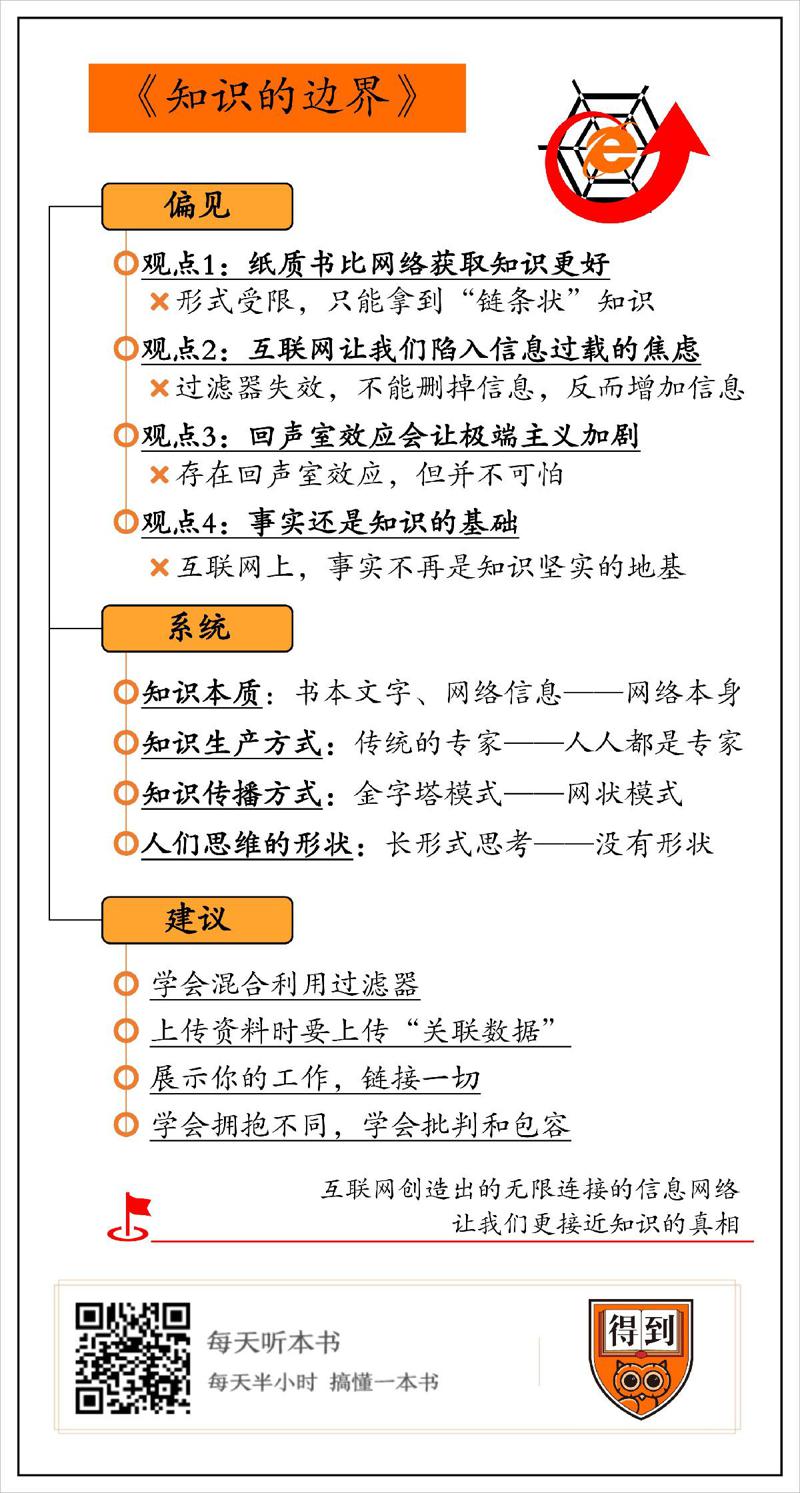 《知识的边界》
偏见
观点1：纸质书比网络获取知识更好
形式受限，只能拿到“链条状”知识
观点2：互联网让我们陷入信息过载的焦虑
过滤器失效，不能删掉信息，反而增加信息
观点3：回声室效应会让极端主义加剧
存在回声室效应，但并不可怕
观点4：事实还是知识的基础
互联网上，事实不再是知识坚实的地基
系统
知识本质：书本文字、网络信息——网络本身
知识生产方式：传统的专家——人人都是专家
知识传播方式：金字塔模式——网状模式
人们思维的形状：长形式思考——没有形状
建议
学会混合利用过滤器
上传资料时要上传“关联数据”
展示你的工作，链接一切
学会拥抱不同，学会批判和包容
互联网创造出的无限连接的信息网络
让我们更接近知识的真相
每天听本书
每天半小时 搞懂一本书
得到